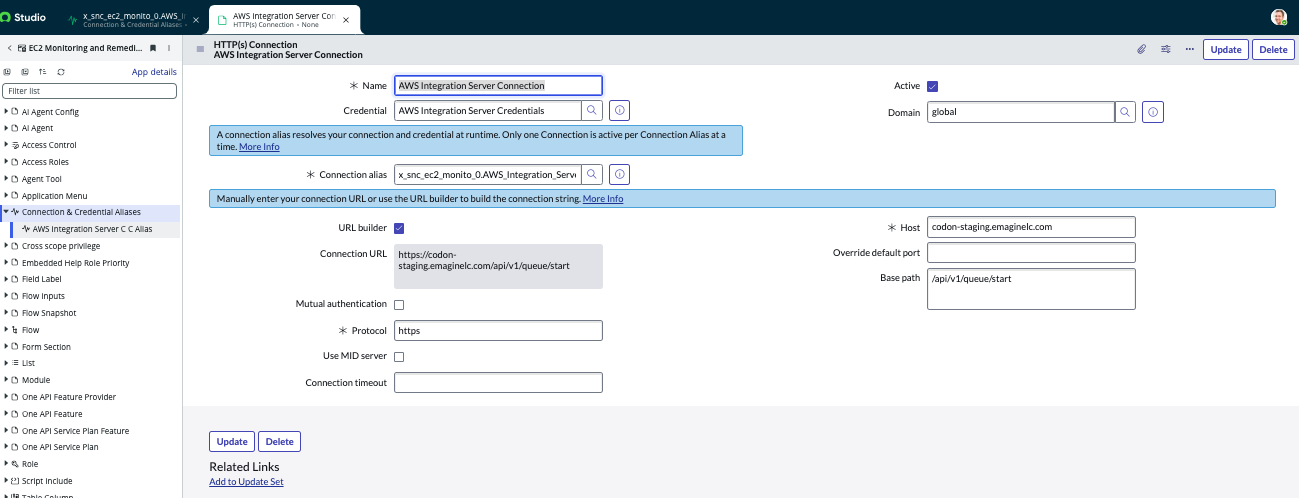 Studio
x_snc_ec2_monito_0.AWS_I
Connection & Credential Aliases
AWS Integration Server Cor
HTTP(s) Connection - None
EC2 Monitoring and Remedi...
App details
Filter list
AI Agent Config
AI Agent
Access Control
Access Roles
Agent Tool
Application Menu
Connection & Credential Aliases
AWS Integration Server C C Alias
Cross scope privilege
Embedded Help Role Priority
Field Label
Flow Inputs
Flow Snapshot
Flow
Form Section
List
Module
One API Feature Provider
One API Feature
One API Service Plan Feature
One API Service Plan
Role
Script Include
Table Column
HTTP(s) Connection
AWS Integration Server Connection
Update
Delete
Name
AWS Integration Server Connection
Credential
AWS Integration Server Credentials
Active
Domain
global
A connection alias resolves your connection and credential at runtime. Only one Connection is active per Connection Alias at a
time. More Info
Connection alias
x_snc_ec2_monito_0.AWS_Integration_Serve
Manually enter your connection URL or use the URL builder to build the connection string. More Info
URL builder
Connection URL
https://codon-
staging.emaginelc.com/api/v1/queue/start
Mutual authentication
Protocol
https
Use MID server
Connection timeout
Host
codon-staging.emaginelc.com
Override default port
Base path
/api/v1/queue/start
Update
Delete
Related Links
Add to Update Set